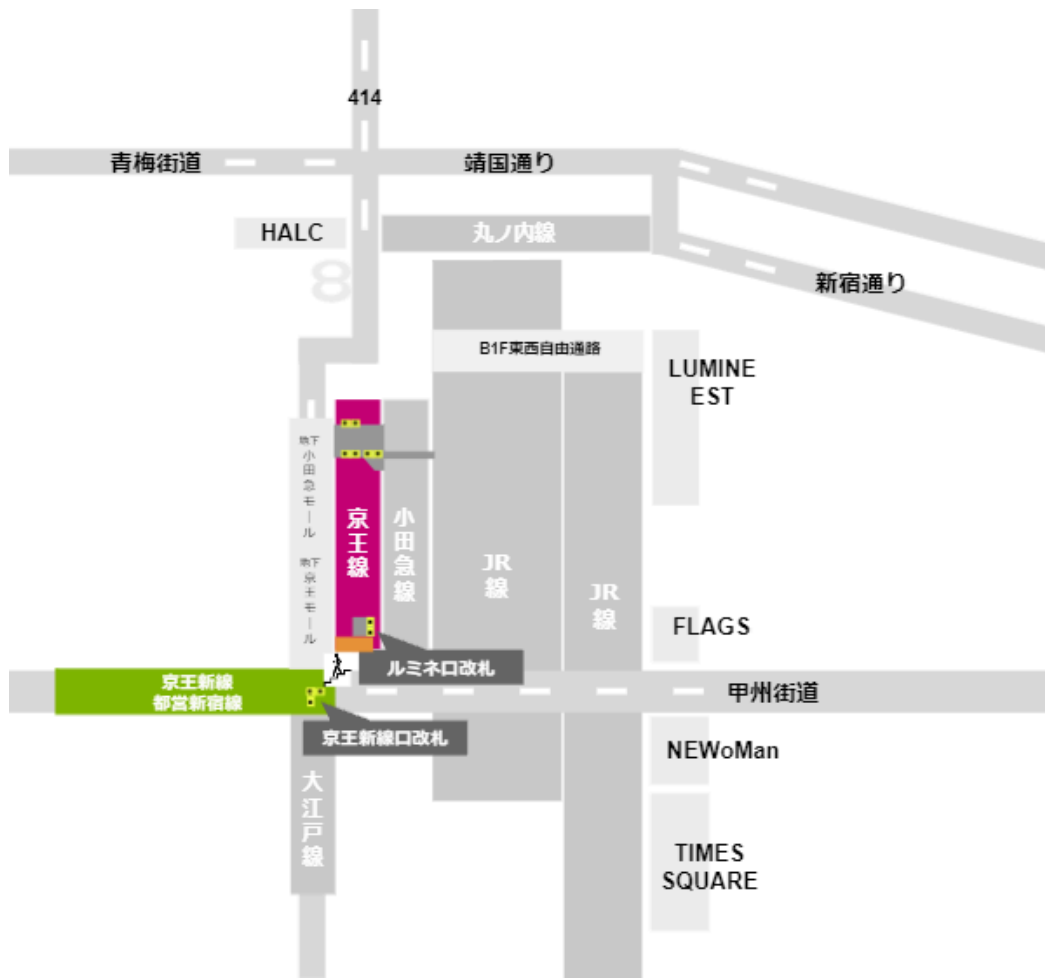 414
青梅街道
靖国通り
HALC
丸ノ内線
8
新宿通り
B1F東西自由通路
LUMINE
EST
地下
小田急モール
京王線
小田急線
JR
線
JR
線
地下
京王モール
FLAGS
ルミネ口改札
京王新線
都営新宿線
甲州街道
京王新線口改札
NEWoMan
大江戸線
TIMES
SQUARE